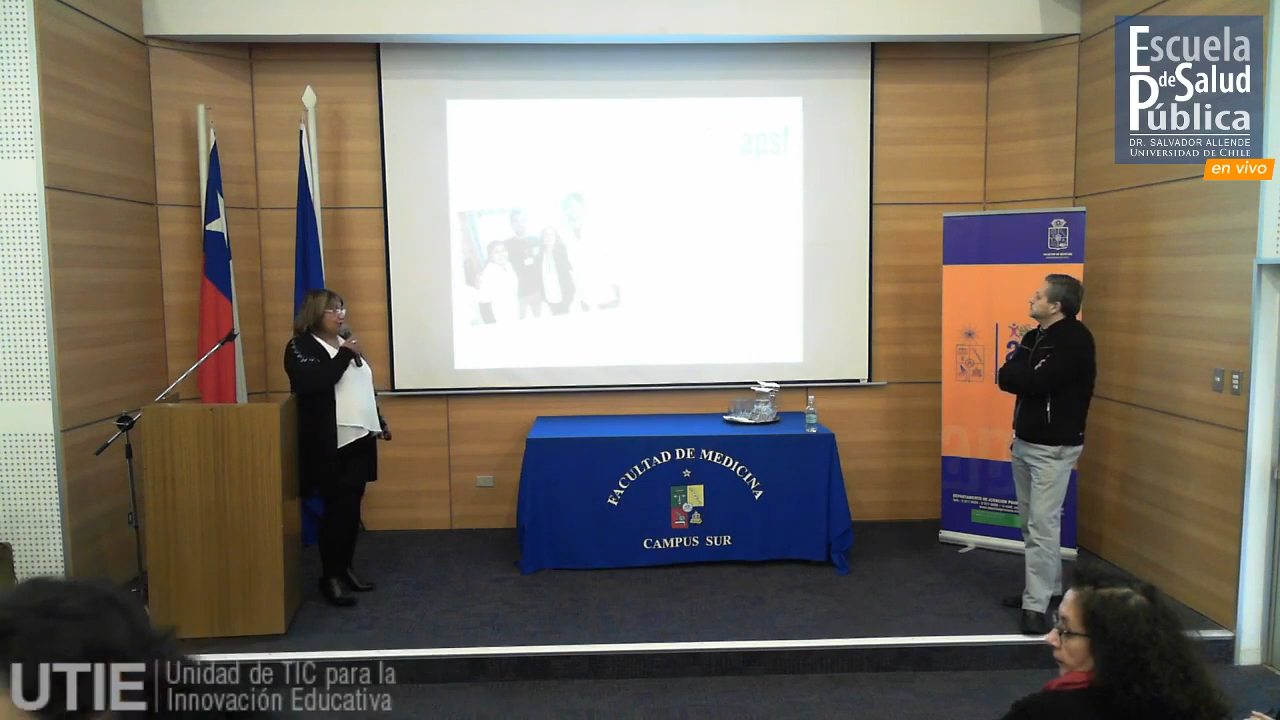 Escuela
de Salud
Pública
DR. SALVADOR ALLENDE
UNIVERSIDAD DE CHILE
en vivo
apsf
FACULTAD DE MEDICINA
CAMPUS SUR
UTIE
Unidad de TIC para la
Innovación Educativa